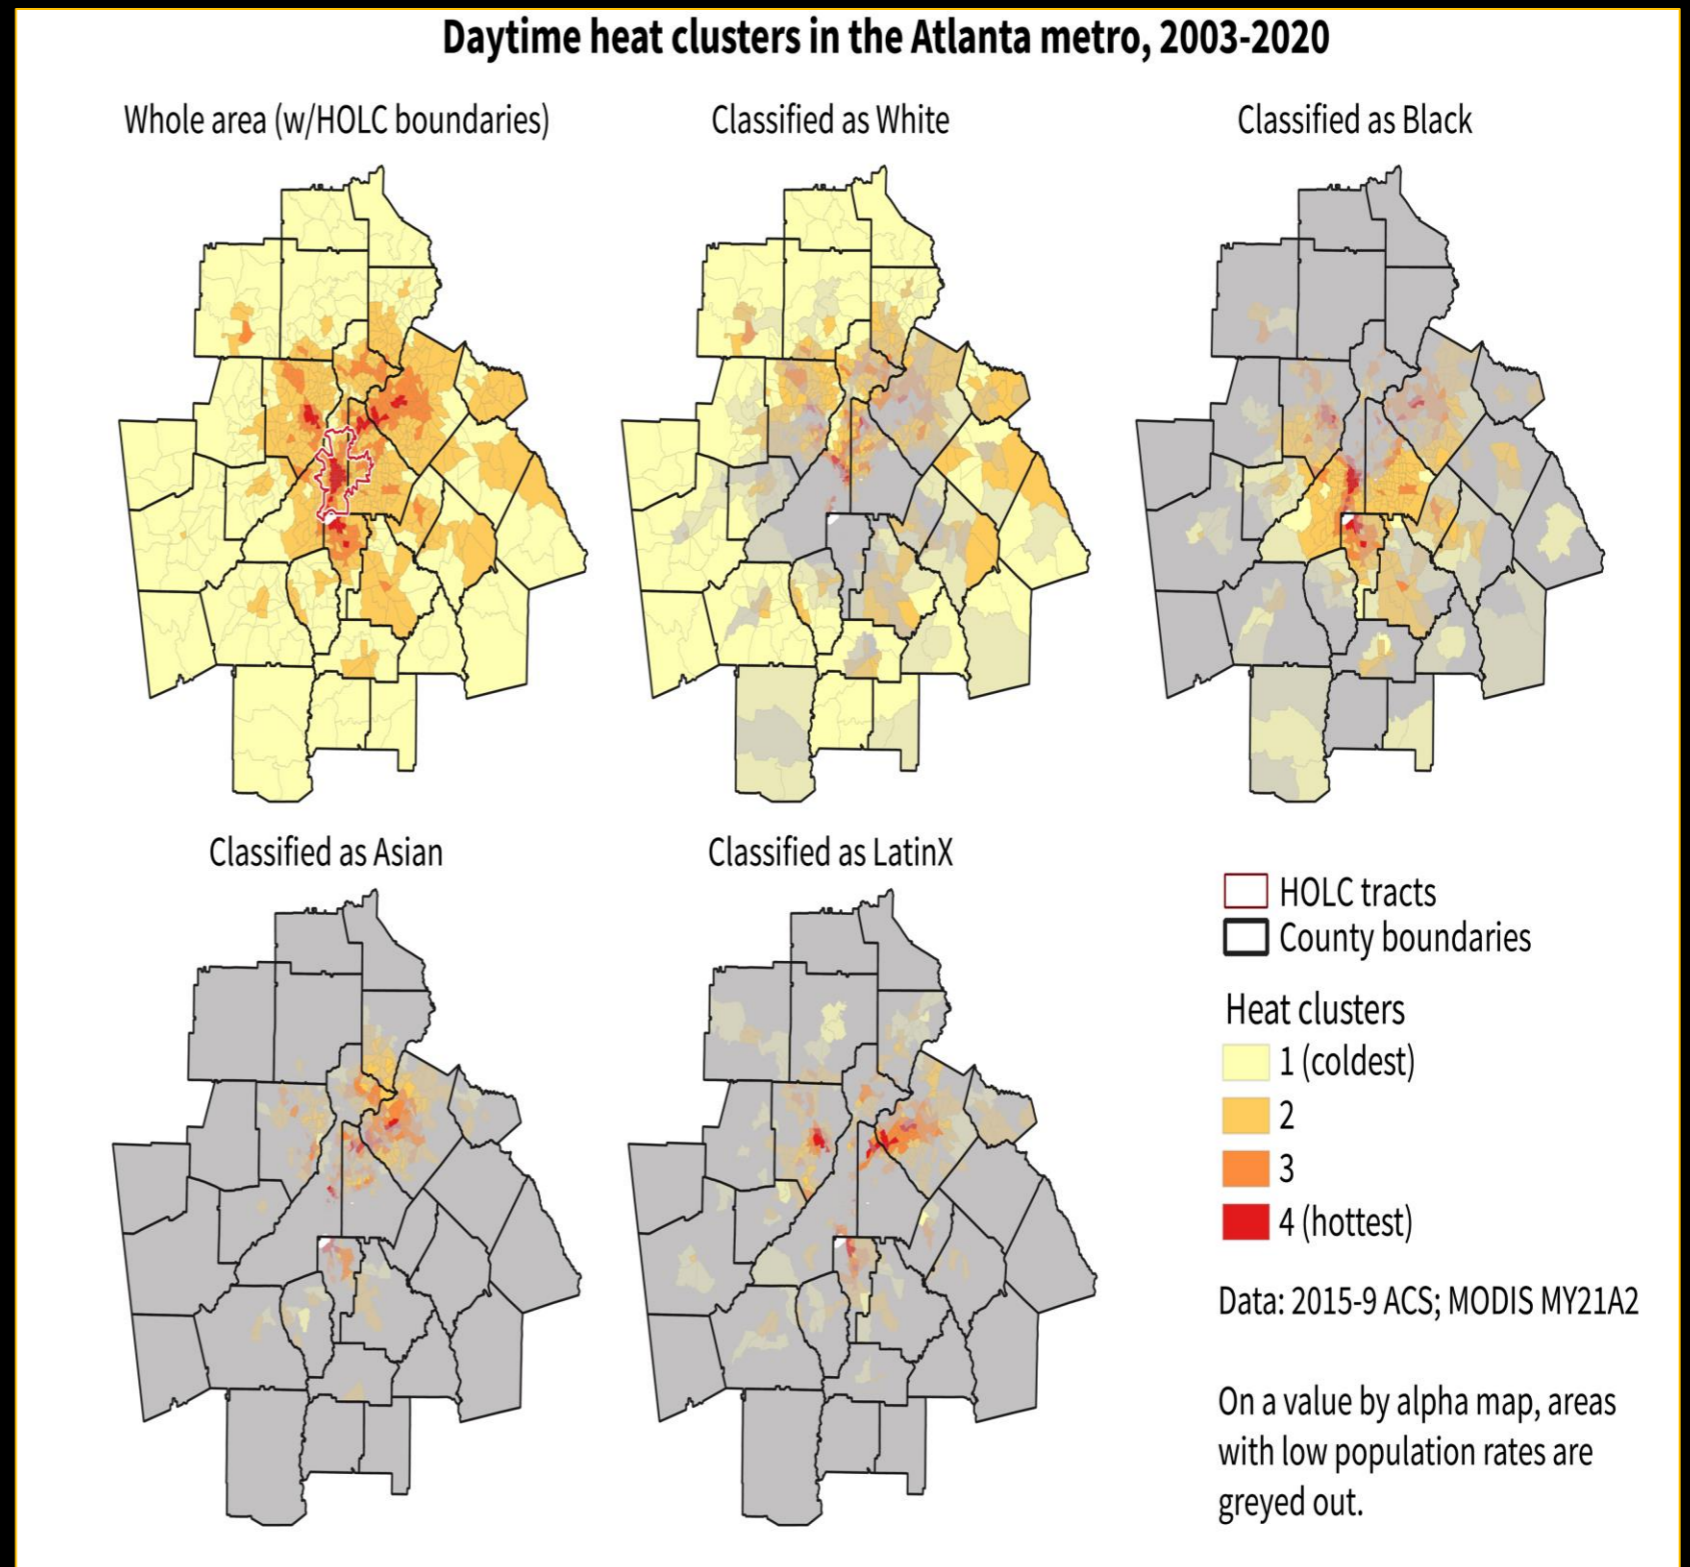 Daytime heat clusters in the Atlanta metro, 2003-2020
Whole area (w/HOLC boundaries)
Classified as White
Classified as Black
Classified as Asian
Classified as LatinX
HOLC tracts
County boundaries
Heat clusters
1 (coldest)
2
3
4 (hottest)
Data: 2015-9 ACS; MODIS MY21A2
On a value by alpha map, areas
with low population rates are
greyed out.